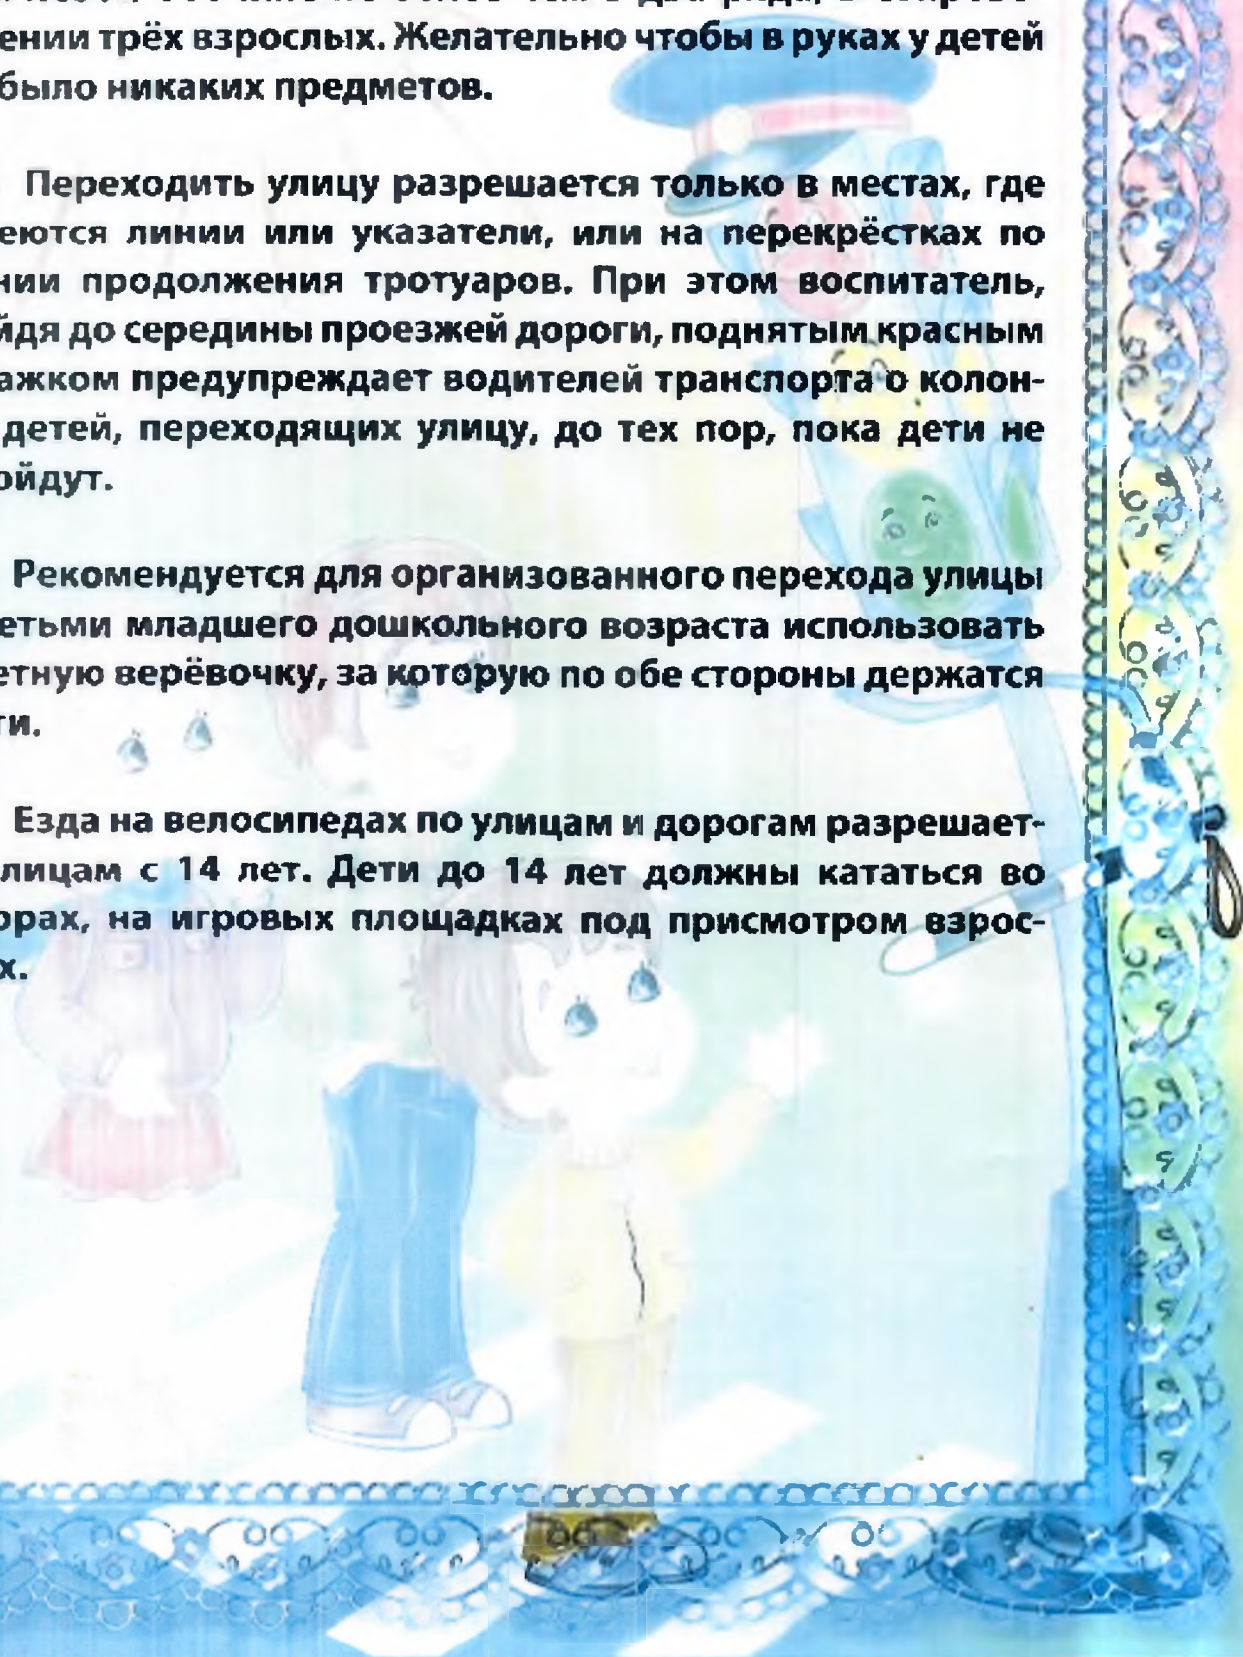 ении трёх взрослых. Желательно чтобы в руках у детей
было никаких предметов.
Переходить улицу разрешается только в местах, где
еются линии или указатели, или на перекрёстках по
нии продолжения тротуаров. При этом воспитатель,
йдя до середины проезжей дороги, поднятым красным
ажком предупреждает водителей транспорта о колон-
детей, переходящих улицу, до тех пор, пока дети не
ойдут.
Рекомендуется для организованного перехода улицы
етьми младшего дошкольного возраста использовать
етную верёвочку, за которую по обе стороны держатся
ти.
Езда на велосипедах по улицам и дорогам разрешает-
лицам с 14 лет. Дети до 14 лет должны кататься во
орах, на игровых площадках под присмотром взрос-
х.